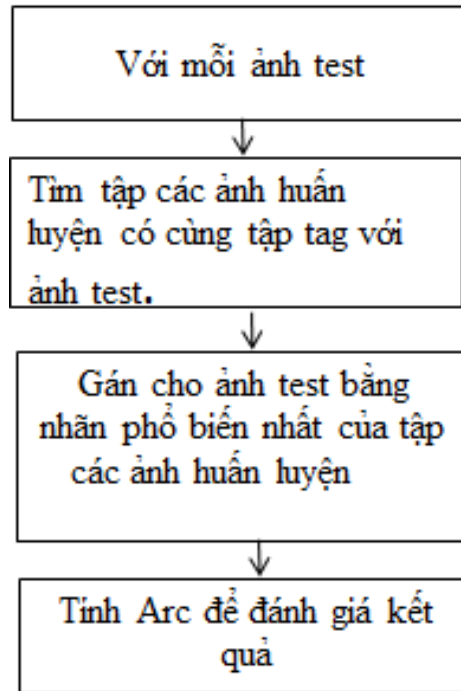 Với mỗi ảnh test
Tìm tập các ảnh huấn
luyện có cùng tập tag với
ảnh test.
Gán cho ảnh test bằng
nhãn phổ biến nhất của tập
các ảnh huấn luyện
Tính Arc để đánh giá kết
quả